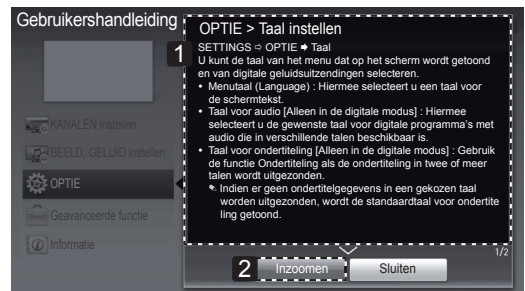 Gebruikershandleiding
KANALEN instellen
BEELD, GELUID instellen
OPTIE
Geavanceerde functie
Informatie
1
OPTIE > Taal instellen
SETTINGS ⇨ OPTIE ➡ Taal
U kunt de taal van het menu dat op het scherm wordt getoond
en van digitale geluidsuitzendingen selecteren.
• Menutaal (Language) : Hiermee selecteert u een taal voor
de schermtekst.
• Taal voor audio [Alleen in de digitale modus] : Hiermee
selecteert u de gewenste taal voor digitale programma's met
audio die in verschillende talen beschikbaar is.
• Taal voor ondertiteling [Alleen in de digitale modus] : Gebruik
de functie Ondertiteling als de ondertiteling in twee of meer
talen wordt uitgezonden.
Indien er geen ondertitelgegevens in een gekozen taal
worden uitgezonden, wordt de standaardtaal voor ondertite
ling getoond.
1/2
2
Inzoomen
Sluiten